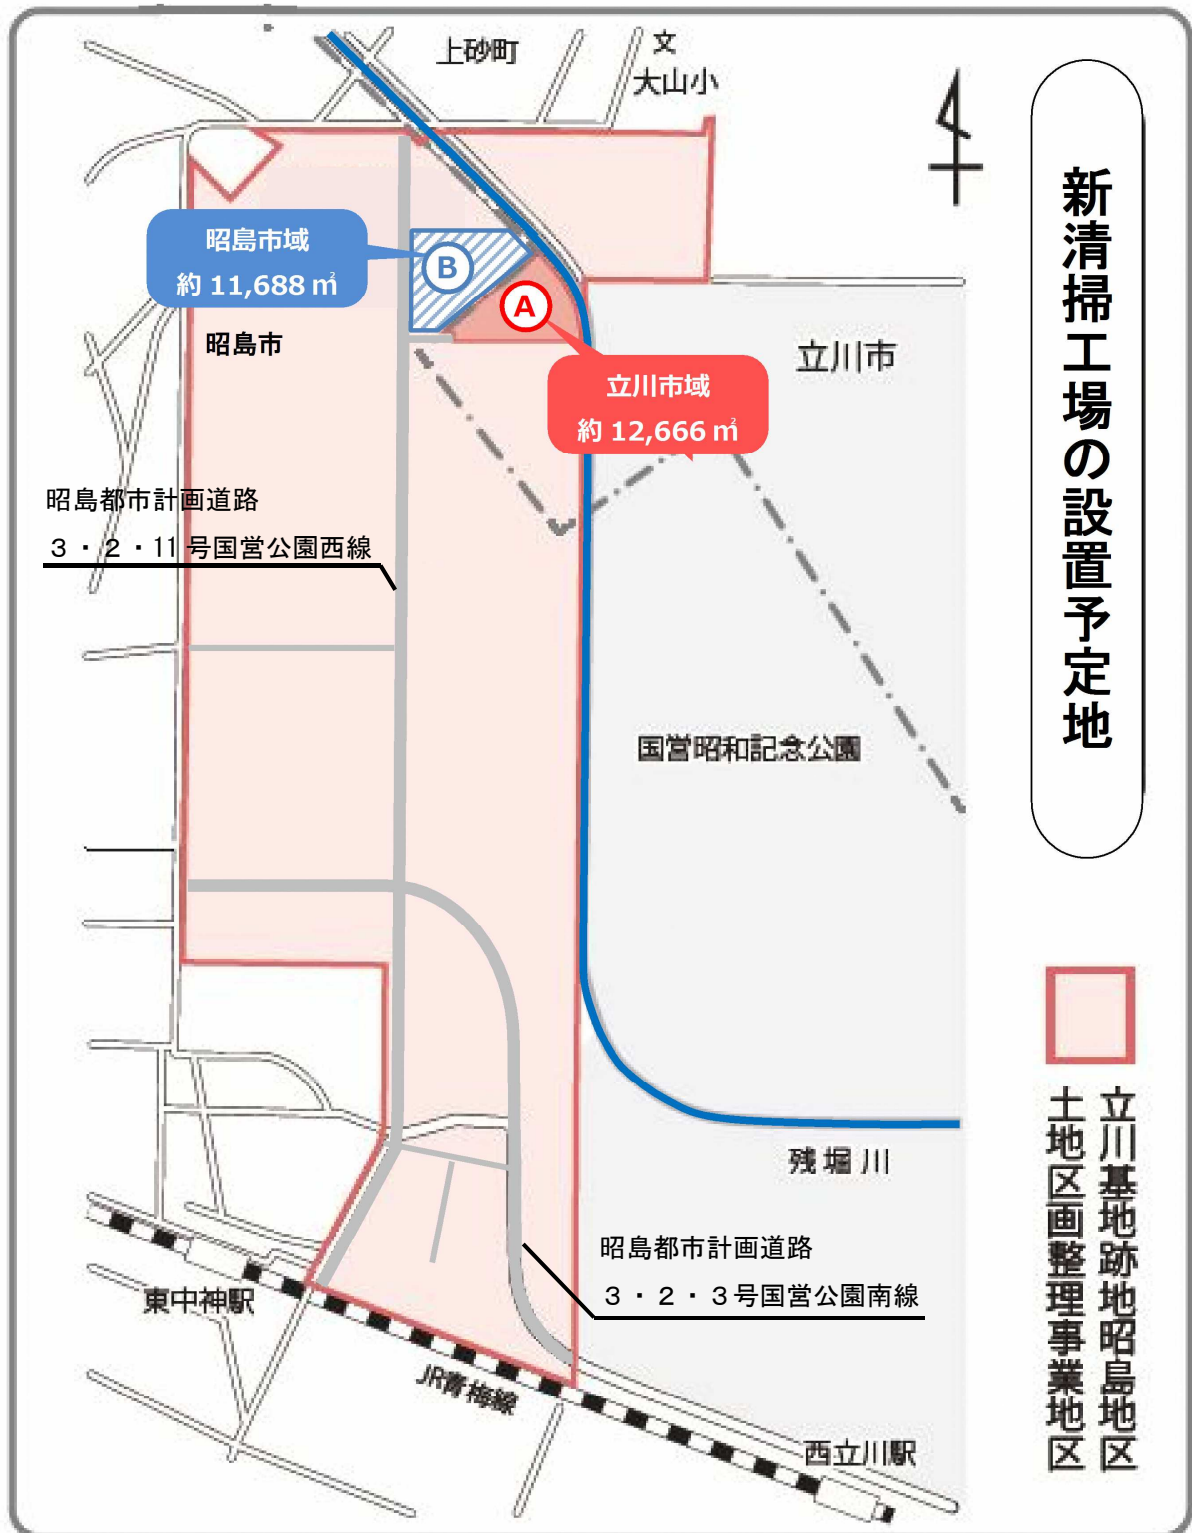 新清掃工場の設置予定地
上砂町
文
大山小
昭島市域
約 11,688 ㎡
B
A
昭島市
立川市
立川市域
約 12,666 ㎡
昭島都市計画道路
3・2・11 号国営公園西線
国営昭和記念公園
残堀川
昭島都市計画道路
3・2・3号国営公園南線
東中神駅
JR青梅線
西立川駅
立川基地跡地昭島地区
土地区画整理事業地区